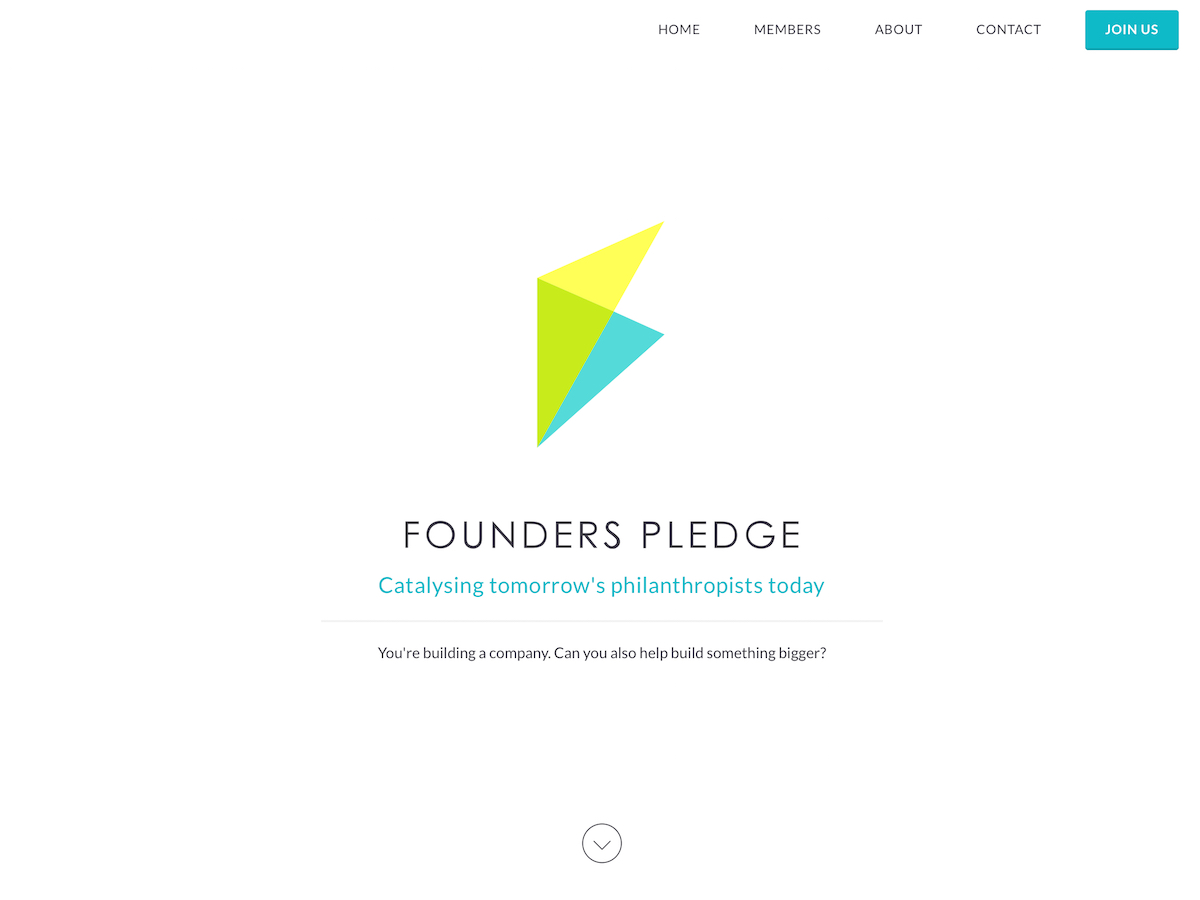 HOME MEMBERS ABOUT CONTACT JOIN US
FOUNDERS PLEDGE
Catalysing tomorrow's philanthropists today
You're building a company. Can you also help build something bigger?